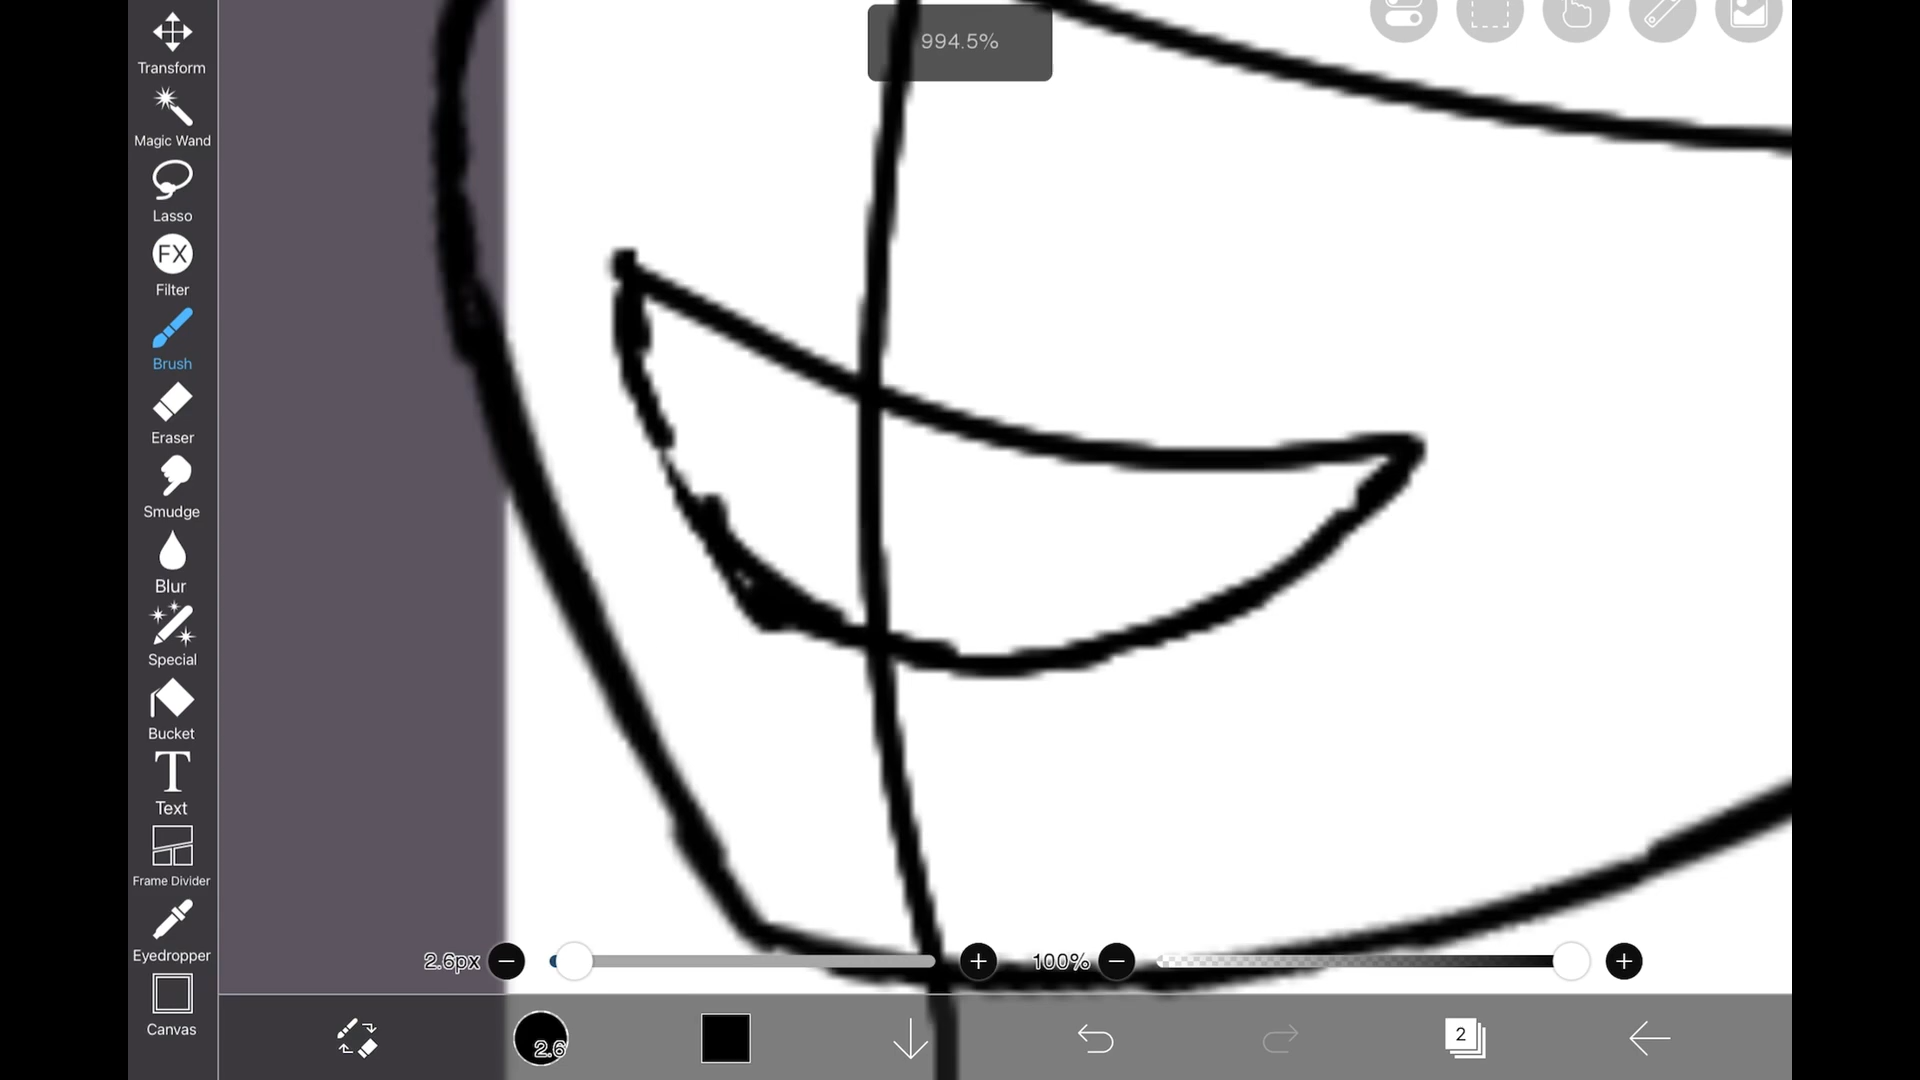 994.5%
Transform
Magic Wand
Lasso
FX
Filter
Brush
Eraser
Smudge
Blur
Special
Bucket
T
Text
Frame Divider
Eyedropper
Canvas
2.6px
100%
2.6
2